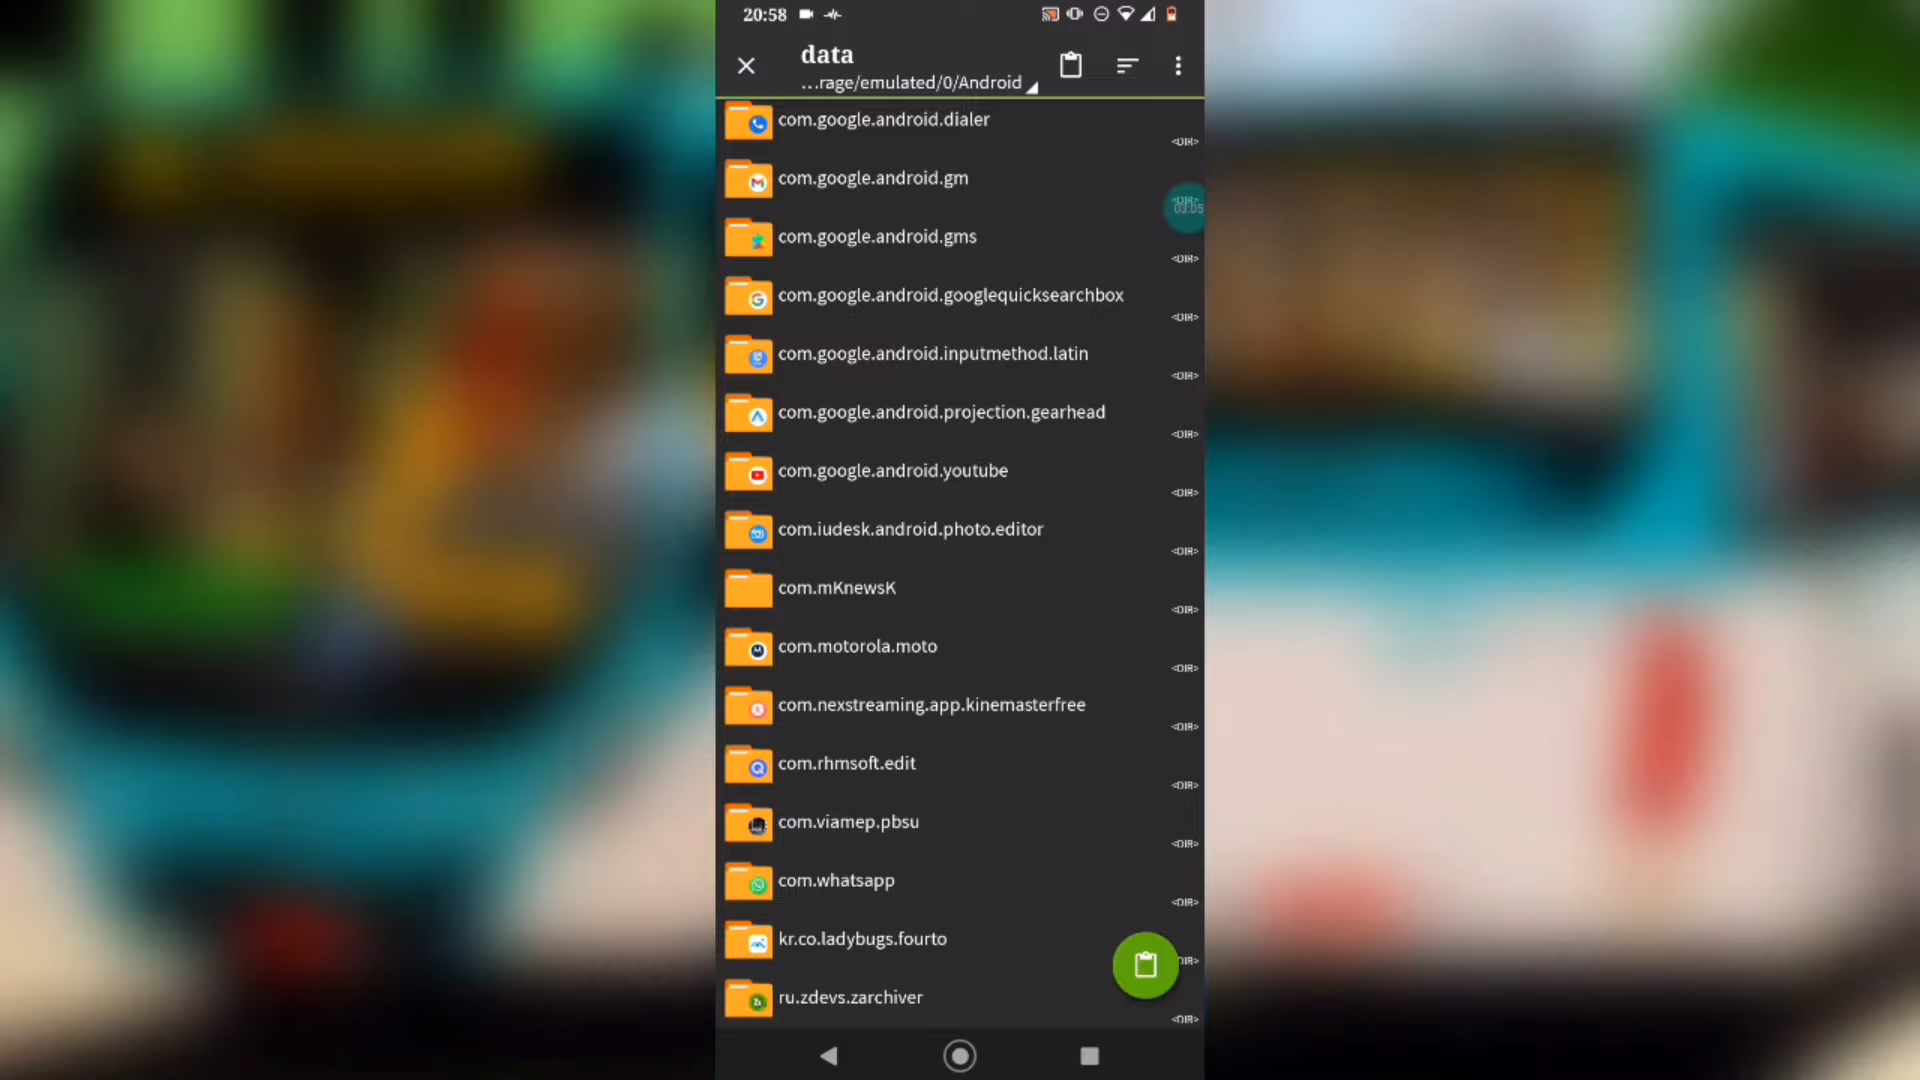 20:58
data
...rage/emulated/0/Android
com.google.android.dialer
<DIR>
com.google.android.gm
<DIR>
03:05
com.google.android.gms
<DIR>
com.google.android.googlequicksearchbox
<DIR>
com.google.android.inputmethod.latin
<DIR>
com.google.android.projection.gearhead
<DIR>
com.google.android.youtube
<DIR>
com.iudesk.android.photo.editor
<DIR>
com.mKnewsK
<DIR>
com.motorola.moto
<DIR>
com.nexstreaming.app.kinemasterfree
<DIR>
com.rhmsoft.edit
<DIR>
com.viamep.pbsu
<DIR>
com.whatsapp
<DIR>
kr.co.ladybugs.fourto
DIR>
ru.zdevs.zarchiver
<DIR>